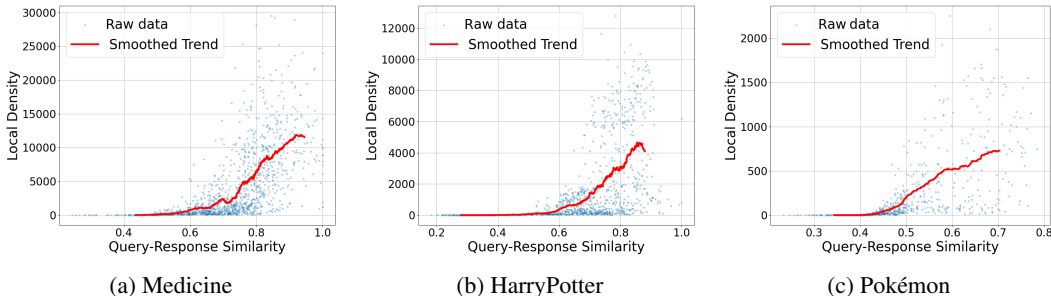 30000
25000
20000
15000
10000
5000
0
Local Density
Raw data
Smoothed Trend
0.4 0.6 0.8 1.0
Query-Response Similarity
(a) Medicine
12000
10000
8000
6000
4000
2000
0
Local Density
Raw data
Smoothed Trend
0.2 0.4 0.6 0.8 1.0
Query-Response Similarity
(b) HarryPotter
2000
1500
1000
500
0
Local Density
Raw data
Smoothed Trend
0.3 0.4 0.5 0.6 0.7 0.8
Query-Response Similarity
(c) Pokémon